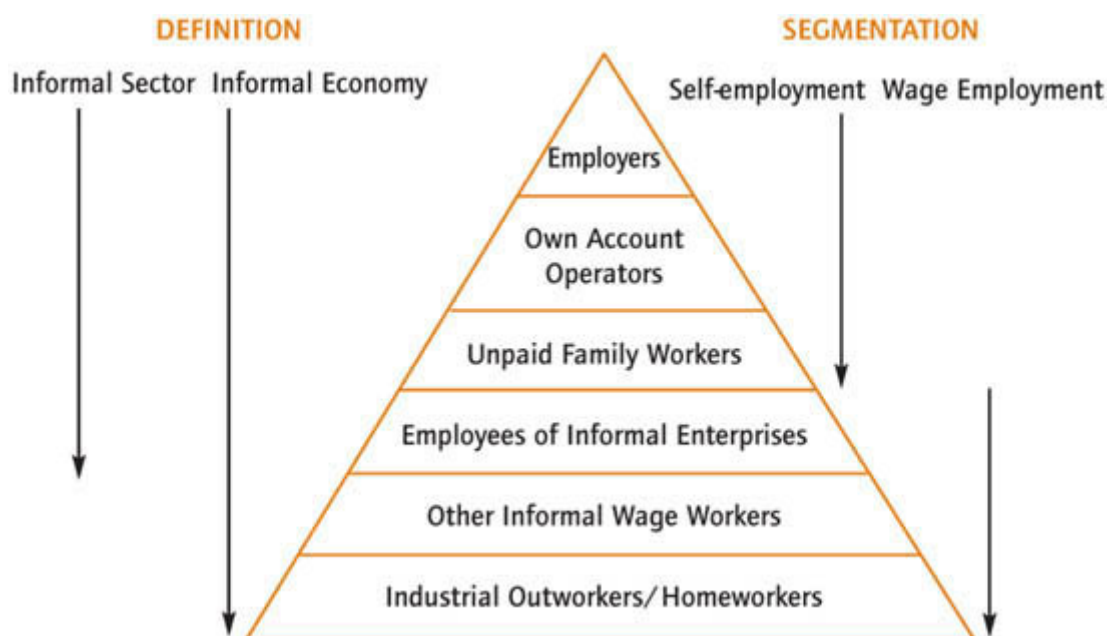 DEFINITION
SEGMENTATION
Informal Sector Informal Economy
Self-employment Wage Employment
Employers
Own Account
Operators
Unpaid Family Workers
Employees of Informal Enterprises
Other Informal Wage Workers
Industrial Outworkers/Homeworkers